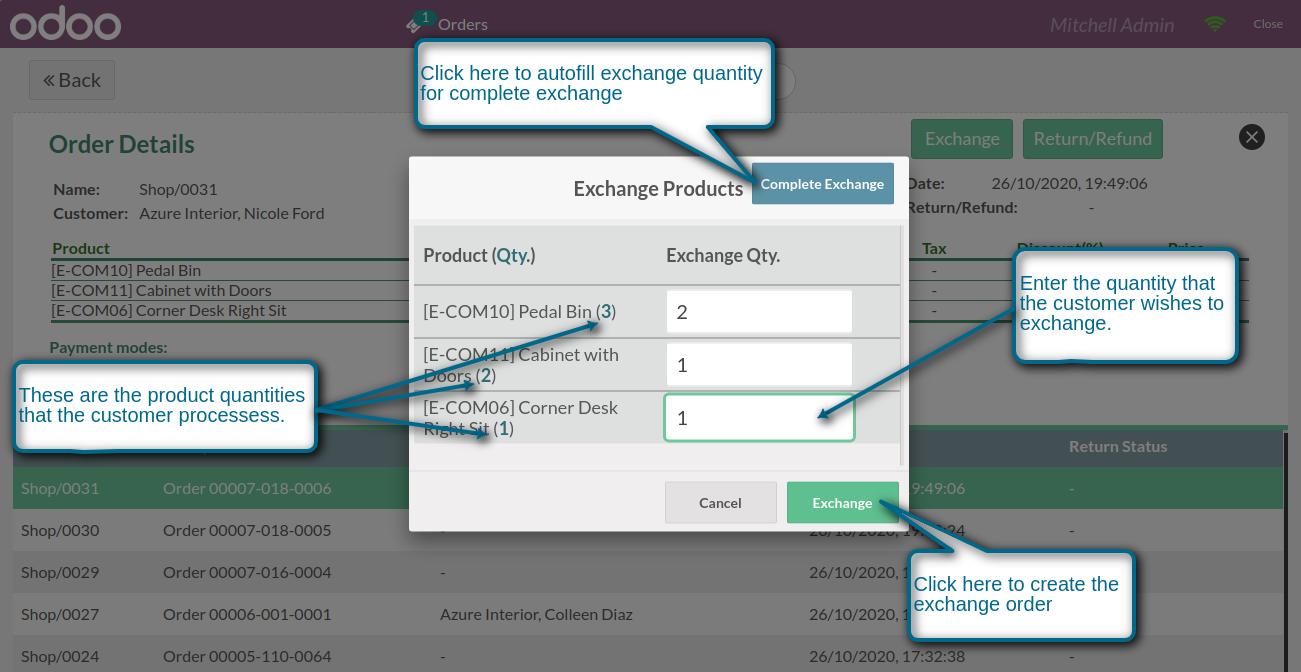 odoo
1
Orders
Mitchell Admin
Close
Back
Click here to autofill exchange quantity
for complete exchange
Order Details
Exchange
Return/Refund
Name:
Shop/0031
Customer:
Azure Interior, Nicole Ford
Date:
26/10/2020, 19:49:06
Return/Refund:
-
Exchange Products
Complete Exchange
Product
Tax
Discount(%)
Price
[E-COM10] Pedal Bin
-
[E-COM11] Cabinet with Doors
-
[E-COM06] Corner Desk Right Sit
-
Payment modes:
Product (Qty.)
Exchange Qty.
[E-COM10] Pedal Bin (3)
2
[E-COM11] Cabinet with
Doors (2)
1
[E-COM06] Corner Desk
Right Sit (1)
1
Enter the quantity that
the customer wishes to
exchange.
These are the product quantities
that the customer processess.
Cancel
Exchange
Return Status
Shop/0031
Order 00007-018-0006
9:49:06
-
Shop/0030
Order 00007-018-0005
-
26/10/2020,
-
Shop/0029
Order 00007-016-0004
-
26/10/2020, 1
Shop/0027
Order 00006-001-0001
Azure Interior, Colleen Diaz
26/10/2020, 1
Shop/0024
Order 00005-110-0064
-
26/10/2020, 17:32:38
-
Click here to create the
exchange order